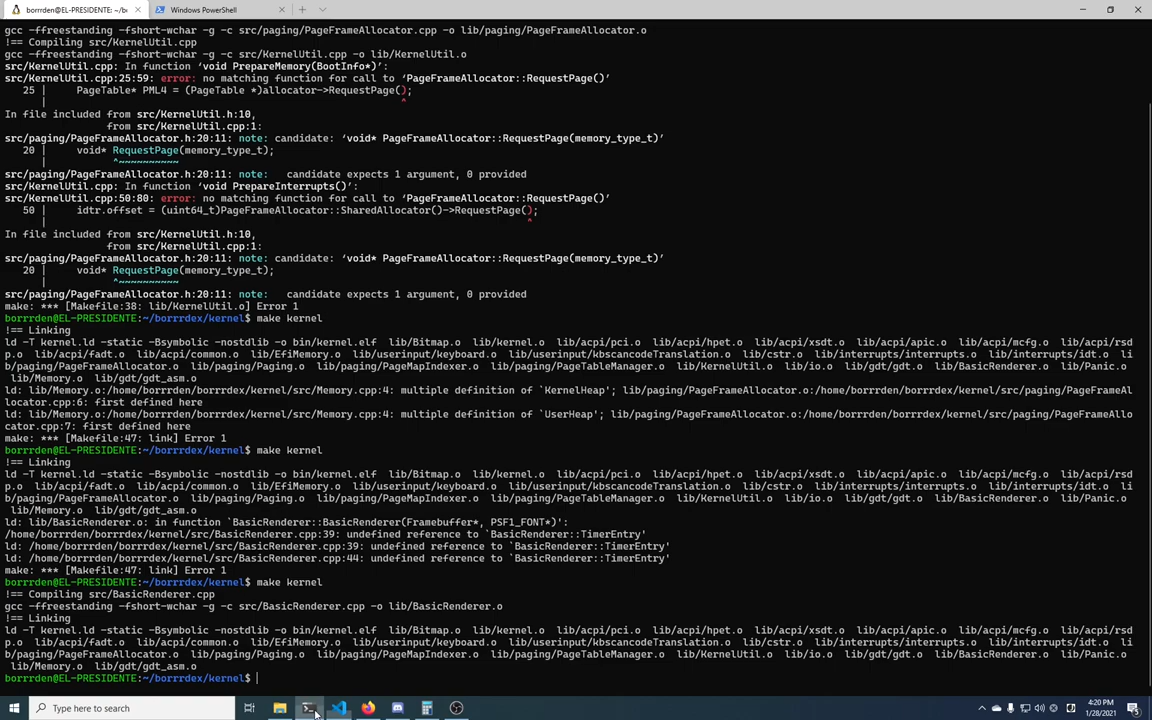 borrrden@EL-PRESIDENTE: ~/bo
Windows PowerShell
gcc -ffreestanding -fshort-wchar -g -c src/paging/PageFrameAllocator.cpp -o lib/paging/PageFrameAllocator.o
!== Compiling src/KernelUtil.cpp
gcc -ffreestanding -fshort-wchar -g -c src/KernelUtil.cpp -o lib/KernelUtil.o
src/KernelUtil.cpp: In function ‘void PrepareMemory(BootInfo*)’:
src/KernelUtil.cpp:25:59: error: no matching function for call to ‘PageFrameAllocator::RequestPage()’
25 |     PageTable* PML4 = (PageTable *)allocator->RequestPage();
|                                                           ^
In file included from src/KernelUtil.h:10,
from src/KernelUtil.cpp:1:
src/paging/PageFrameAllocator.h:20:11: note: candidate: ‘void* PageFrameAllocator::RequestPage(memory_type_t)’
20 |     void* RequestPage(memory_type_t);
|           ^~~~~~~~~~~
src/paging/PageFrameAllocator.h:20:11: note:   candidate expects 1 argument, 0 provided
src/KernelUtil.cpp: In function ‘void PrepareInterrupts()’:
src/KernelUtil.cpp:50:80: error: no matching function for call to ‘PageFrameAllocator::RequestPage()’
50 |     idtr.offset = (uint64_t)PageFrameAllocator::SharedAllocator()->RequestPage();
|                                                                                ^
In file included from src/KernelUtil.h:10,
from src/KernelUtil.cpp:1:
src/paging/PageFrameAllocator.h:20:11: note: candidate: ‘void* PageFrameAllocator::RequestPage(memory_type_t)’
20 |     void* RequestPage(memory_type_t);
|           ^~~~~~~~~~~
src/paging/PageFrameAllocator.h:20:11: note:   candidate expects 1 argument, 0 provided
make: *** [Makefile:38: lib/KernelUtil.o] Error 1
borrrden@EL-PRESIDENTE:~/borrrdex/kernel$ make kernel
!== Linking
ld -T kernel.ld -static -Bsymbolic -nostdlib -o bin/kernel.elf  lib/Bitmap.o  lib/kernel.o  lib/acpi/pci.o  lib/acpi/hpet.o  lib/acpi/xsdt.o  lib/acpi/apic.o  lib/acpi/mcfg.o  lib/acpi/rsd
p.o  lib/acpi/fadt.o  lib/acpi/common.o  lib/EfiMemory.o  lib/userinput/keyboard.o  lib/userinput/kbscancodeTranslation.o  lib/cstr.o  lib/interrupts/interrupts.o  lib/interrupts/idt.o  li
b/paging/PageFrameAllocator.o  lib/paging/Paging.o  lib/paging/PageMapIndexer.o  lib/paging/PageTableManager.o  lib/KernelUtil.o  lib/io.o  lib/gdt/gdt.o  lib/BasicRenderer.o  lib/Panic.o
lib/Memory.o  lib/gdt/gdt_asm.o
ld: lib/Memory.o:/home/borrrden/borrrdex/kernel/src/Memory.cpp:4: multiple definition of `KernelHeap'; lib/paging/PageFrameAllocator.o:/home/borrrden/borrrdex/kernel/src/paging/PageFrameAl
locator.cpp:6: first defined here
ld: lib/Memory.o:/home/borrrden/borrrdex/kernel/src/Memory.cpp:4: multiple definition of `UserHeap'; lib/paging/PageFrameAllocator.o:/home/borrrden/borrrdex/kernel/src/paging/PageFrameAllo
cator.cpp:7: first defined here
make: *** [Makefile:47: link] Error 1
borrrden@EL-PRESIDENTE:~/borrrdex/kernel$ make kernel
!== Linking
ld -T kernel.ld -static -Bsymbolic -nostdlib -o bin/kernel.elf  lib/Bitmap.o  lib/kernel.o  lib/acpi/pci.o  lib/acpi/hpet.o  lib/acpi/xsdt.o  lib/acpi/apic.o  lib/acpi/mcfg.o  lib/acpi/rsd
p.o  lib/acpi/fadt.o  lib/acpi/common.o  lib/EfiMemory.o  lib/userinput/keyboard.o  lib/userinput/kbscancodeTranslation.o  lib/cstr.o  lib/interrupts/interrupts.o  lib/interrupts/idt.o  li
b/paging/PageFrameAllocator.o  lib/paging/Paging.o  lib/paging/PageMapIndexer.o  lib/paging/PageTableManager.o  lib/KernelUtil.o  lib/io.o  lib/gdt/gdt.o  lib/BasicRenderer.o  lib/Panic.o
lib/Memory.o  lib/gdt/gdt_asm.o
ld: lib/BasicRenderer.o: in function `BasicRenderer::BasicRenderer(Framebuffer*, PSF1_FONT*)':
/home/borrrden/borrrdex/kernel/src/BasicRenderer.cpp:39: undefined reference to `BasicRenderer::TimerEntry'
ld: /home/borrrden/borrrdex/kernel/src/BasicRenderer.cpp:39: undefined reference to `BasicRenderer::TimerEntry'
ld: /home/borrrden/borrrdex/kernel/src/BasicRenderer.cpp:44: undefined reference to `BasicRenderer::TimerEntry'
make: *** [Makefile:47: link] Error 1
borrrden@EL-PRESIDENTE:~/borrrdex/kernel$ make kernel
!== Compiling src/BasicRenderer.cpp
gcc -ffreestanding -fshort-wchar -g -c src/BasicRenderer.cpp -o lib/BasicRenderer.o
!== Linking
ld -T kernel.ld -static -Bsymbolic -nostdlib -o bin/kernel.elf  lib/Bitmap.o  lib/kernel.o  lib/acpi/pci.o  lib/acpi/hpet.o  lib/acpi/xsdt.o  lib/acpi/apic.o  lib/acpi/mcfg.o  lib/acpi/rsd
p.o  lib/acpi/fadt.o  lib/acpi/common.o  lib/EfiMemory.o  lib/userinput/keyboard.o  lib/userinput/kbscancodeTranslation.o  lib/cstr.o  lib/interrupts/interrupts.o  lib/interrupts/idt.o  li
b/paging/PageFrameAllocator.o  lib/paging/Paging.o  lib/paging/PageMapIndexer.o  lib/paging/PageTableManager.o  lib/KernelUtil.o  lib/io.o  lib/gdt/gdt.o  lib/BasicRenderer.o  lib/Panic.o
lib/Memory.o  lib/gdt/gdt_asm.o
borrrden@EL-PRESIDENTE:~/borrrdex/kernel$
Type here to search
4:20 PM
1/28/2021